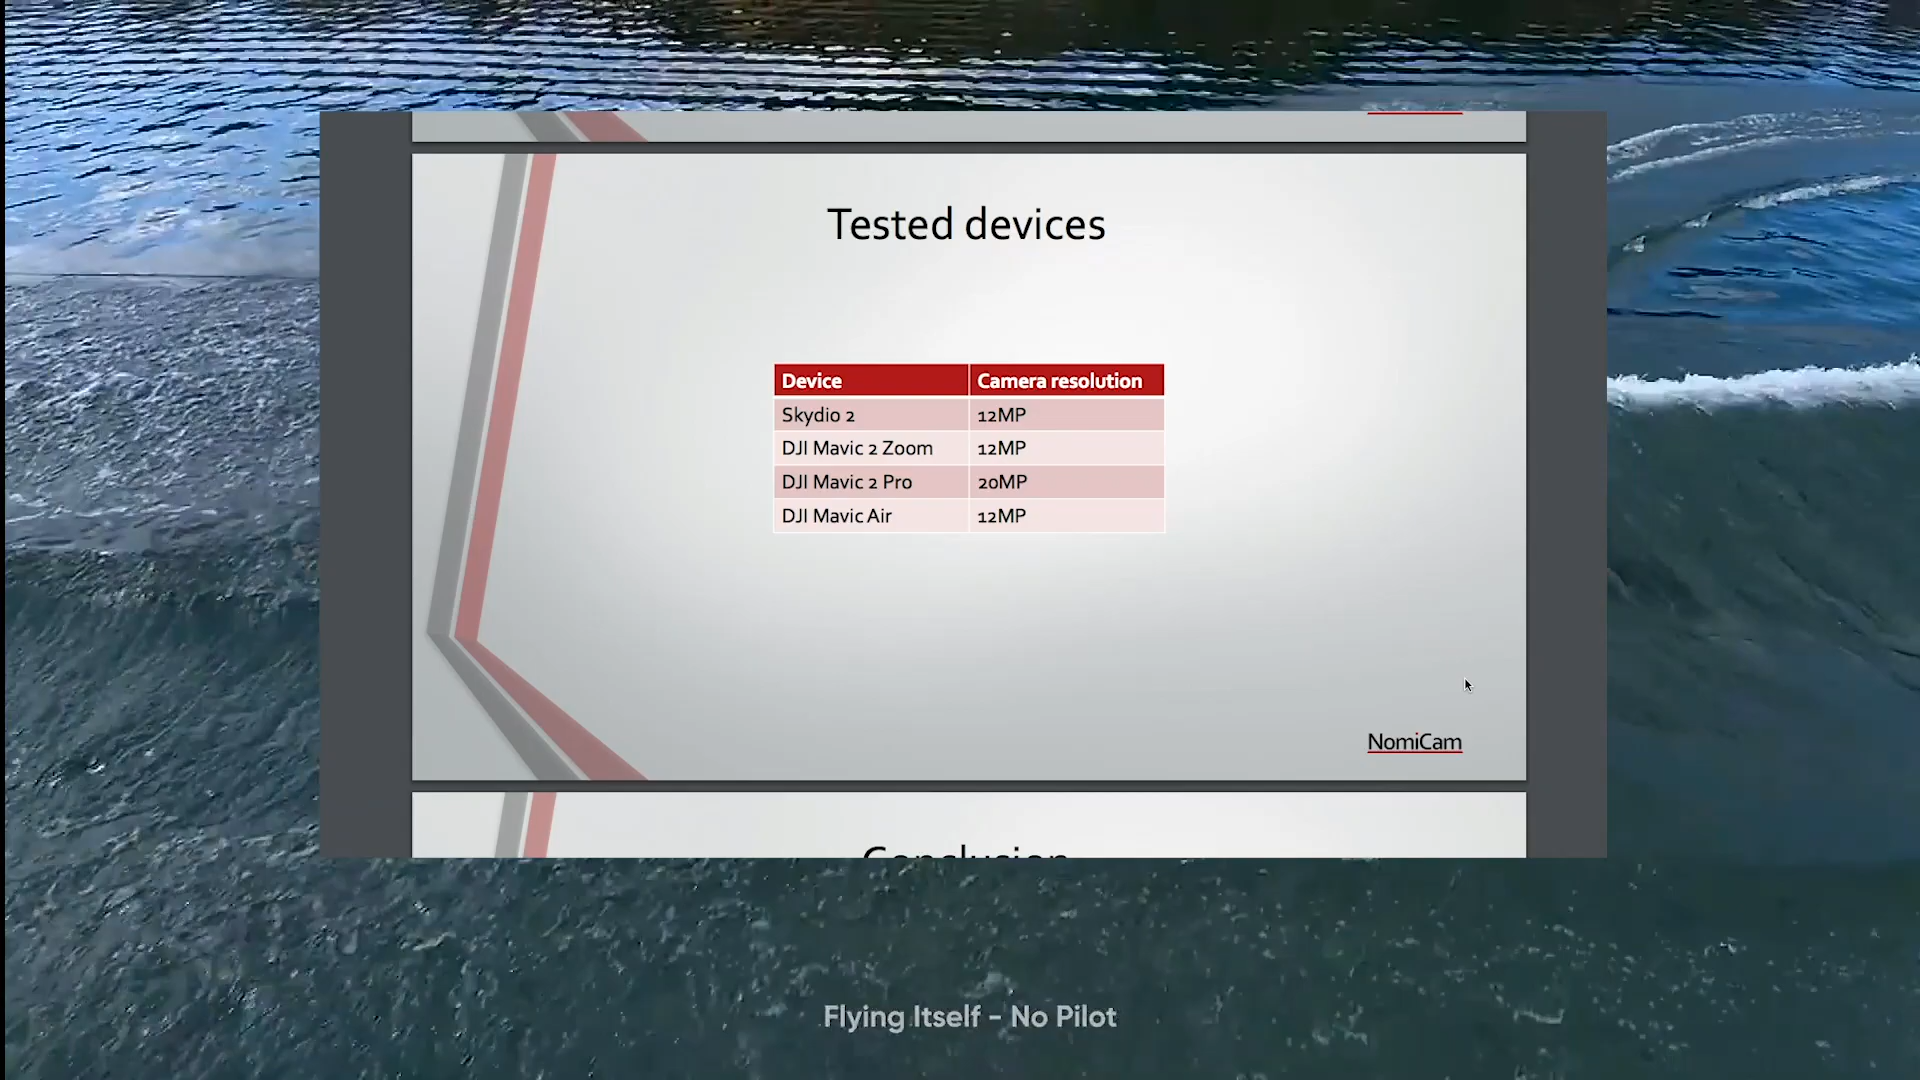 Tested devices
Device Camera resolution
Skydio 2 12MP
DJI Mavic 2 Zoom 12MP
DJI Mavic 2 Pro 20MP
DJI Mavic Air 12MP
NomiCam
Conclusion
Flying Itself - No Pilot